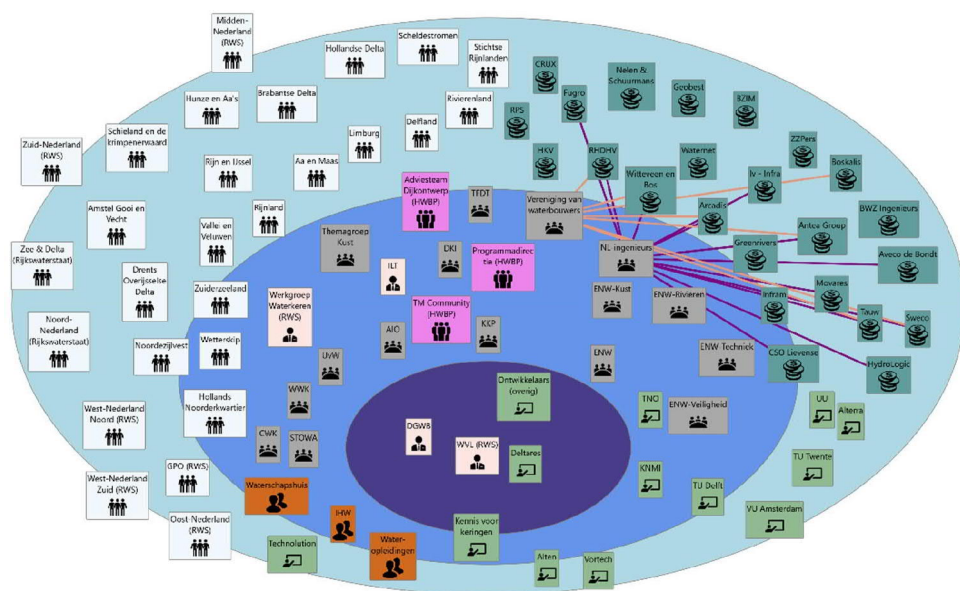 Midden-
Nederland
(RWS)
Hollandse Delta
Scheldestromen
Stichtse
Rijnlanden
CRUX
Fugro
Nelen &
Schuurmans
Geobest
BZIM
Hunze en Aa's
Brabantse Delta
Rivierenland
RPS
Zuid-Nederland
(RWS)
Schieland en de
krimpenerwaard
Limburg
Delfland
HKV
RHDHV
Waternet
ZZPers
Boskalis
Rijn en IJssel
Aa en Maas
Adviesteam
Dijkontwerp
(HWBP)
TFDT
Vereniging van
waterbouwers
Witteveen en
Bos
Iv - Infra
Arcadis
Antea Groep
BWZ Ingenieurs
Amstel Gooi en
Vecht
Vallei en
Veluwen
Rijnland
Themagroep
Kust
DKI
Programmadirec
tie (HWBP)
NL ingenieurs
Greenrivers
Aveco de Bondt
Zee & Delta
(Rijkswaterstaat)
Drents
Overijsselse
Delta
Zuiderzeeland
Werkgroep
Waterkeren
(RWS)
ILT
TM Community
(HWBP)
ENW-Kust
ENW-Rivieren
Infram
Movares
Tauw
Sweco
Noord-
Nederland
(Rijkswaterstaat)
Noorderzijlvest
Wetterskip
UvW
AIO
KKP
ENW
ENW-Techniek
CSO Lievense
HydroLogic
West-Nederland
Noord (RWS)
Hollands
Noorderkwartier
WWK
Ontwikkelaars
(overig)
TNO
ENW-Veiligheid
UU
Alterra
CWK
STOWA
DGWB
WVL (RWS)
Deltares
KNMI
TU Delft
TU Twente
West-Nederland
Zuid (RWS)
GPO (RWS)
Waterschapshuis
VU Amsterdam
Oost-Nederland
(RWS)
Technolution
IHW
Water-
opleidingen
Kennis voor
keringen
Alten
Vortech